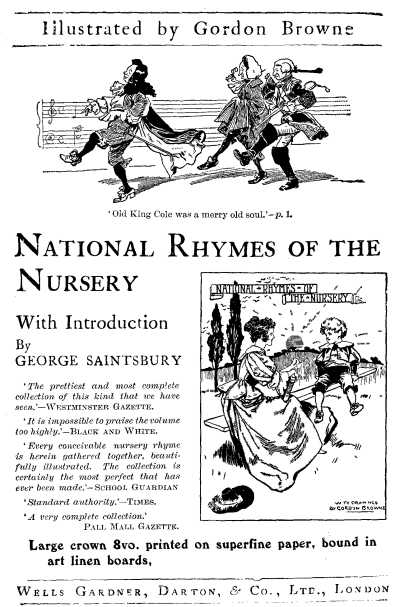 Illustrated by Gordon Browne
'Old King Cole was a merry old soul.'—p. 1.
NATIONAL RHYMES OF THE
NURSERY
With Introduction
By
GEORGE SAINTSBURY
'The prettiest and most complete
collection of this kind that we have
seen.'—WESTMINSTER GAZETTE.
'It is impossible to praise the volume
too highly.'—BLACK AND WHITE.
'Every conceivable nursery rhyme
is herein gathered together, beauti-
fully illustrated. The collection is
certainly the most perfect that has
ever been made.'—SCHOOL GUARDIAN
'Standard authority.'—TIMES.
'A very complete collection.'
PALL MALL GAZETTE.
NATIONAL·RHYMES·OF
THE·NURSERY
BY GORDON BROWNE
Large crown 8vo. printed on superfine paper, bound in
art linen boards,
WELLS GARDNER, DARTON, & CO., LTD., LONDON